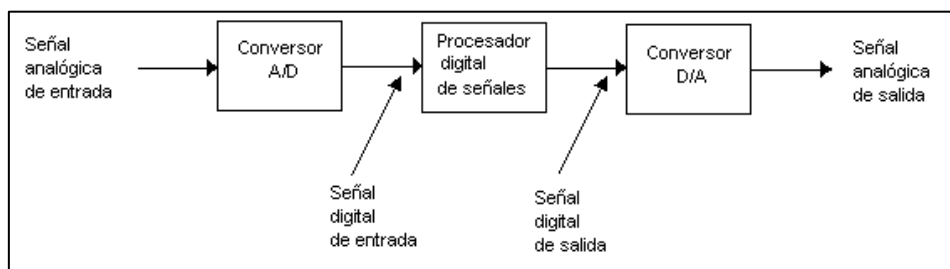 Señal
analógica
de entrada
Conversor
A/D
Procesador
digital
de señales
Conversor
D/A
Señal
analógica
de salida
Señal
digital
de entrada
Señal
digital
de salida